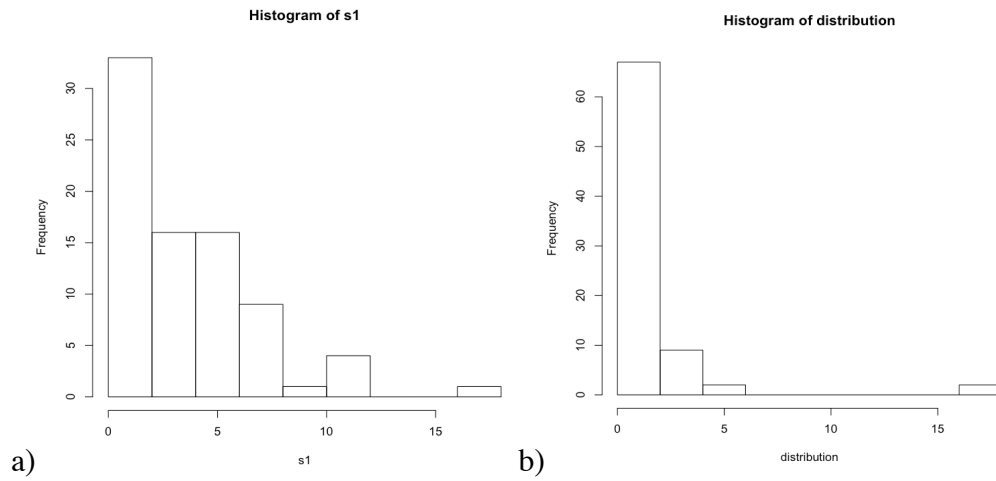 Histogram of s1
Frequency
30
25
20
15
10
5
0
0 5 10 15
s1
a)
Histogram of distribution
Frequency
60
50
40
30
20
10
0
0 5 10 15
distribution
b)